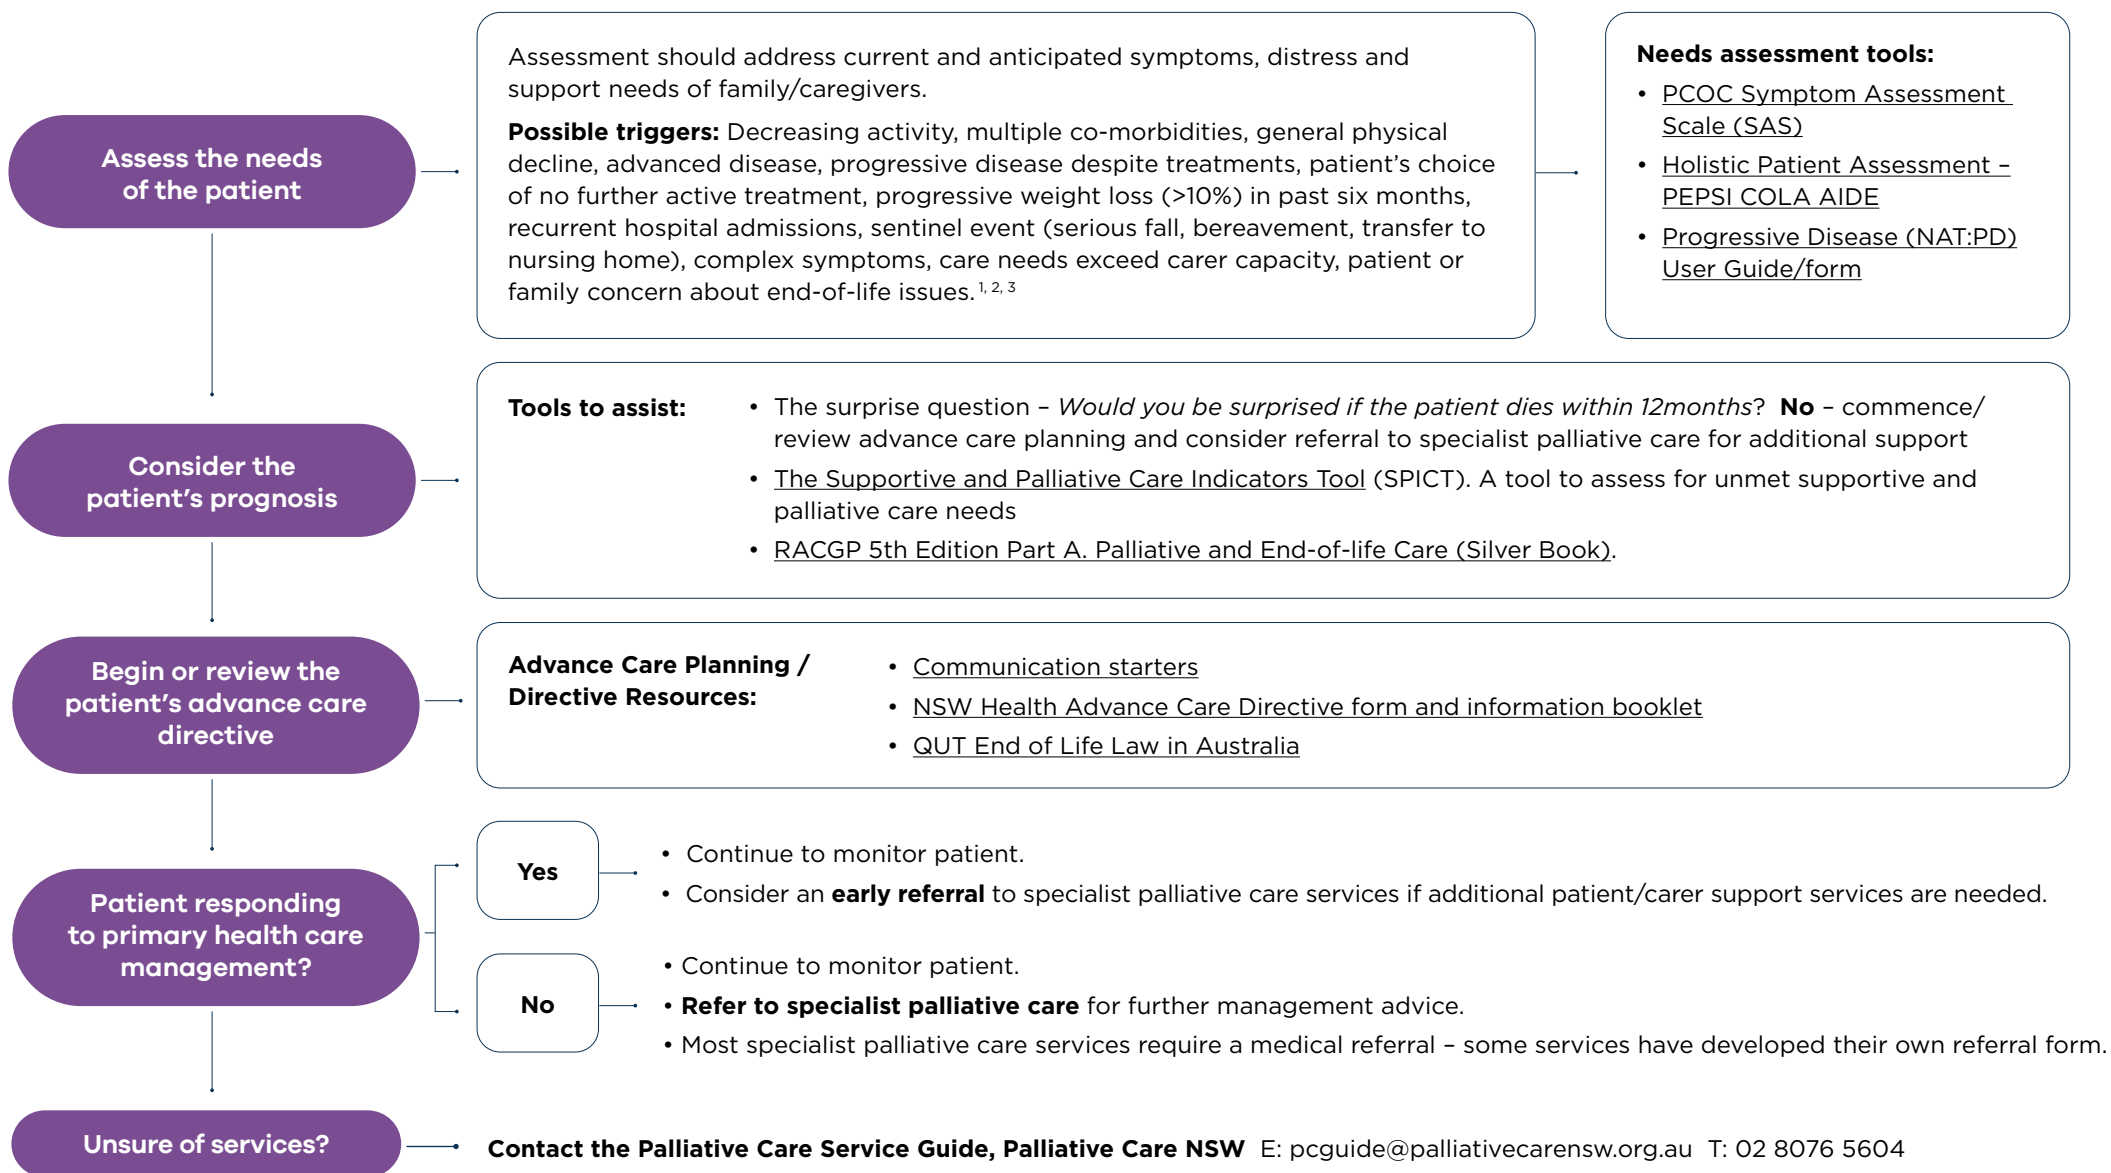 Assess the needs
of the patient
Assessment should address current and anticipated symptoms, distress and
support needs of family/caregivers.
Possible triggers: Decreasing activity, multiple co-morbidities, general physical
decline, advanced disease, progressive disease despite treatments, patient’s choice
of no further active treatment, progressive weight loss (>10%) in past six months,
recurrent hospital admissions, sentinel event (serious fall, bereavement, transfer to
nursing home), complex symptoms, care needs exceed carer capacity, patient or
family concern about end-of-life issues.1, 2, 3
Needs assessment tools:
• PCOC Symptom Assessment
Scale (SAS)
• Holistic Patient Assessment –
PEPSI COLA AIDE
• Progressive Disease (NAT:PD)
User Guide/form
Consider the
patient’s prognosis
Tools to assist:
• The surprise question – Would you be surprised if the patient dies within 12months? No – commence/
review advance care planning and consider referral to specialist palliative care for additional support
• The Supportive and Palliative Care Indicators Tool (SPICT). A tool to assess for unmet supportive and
palliative care needs
• RACGP 5th Edition Part A. Palliative and End-of-life Care (Silver Book).
Begin or review the
patient’s advance care
directive
Advance Care Planning /
Directive Resources:
• Communication starters
• NSW Health Advance Care Directive form and information booklet
• QUT End of Life Law in Australia
Patient responding
to primary health care
management?
Yes
• Continue to monitor patient.
• Consider an early referral to specialist palliative care services if additional patient/carer support services are needed.
No
• Continue to monitor patient.
• Refer to specialist palliative care for further management advice.
• Most specialist palliative care services require a medical referral – some services have developed their own referral form.
Unsure of services?
Contact the Palliative Care Service Guide, Palliative Care NSW E: pcguide@palliativecarensw.org.au T: 02 8076 5604